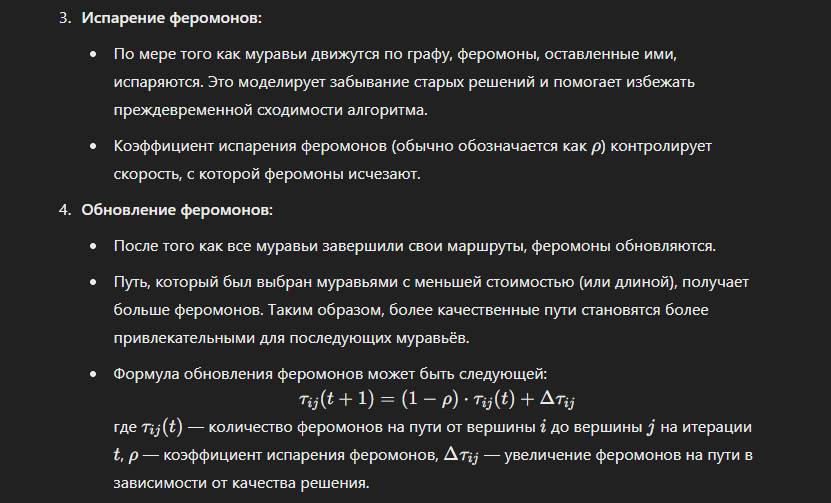 3. Испарение феромонов:
• По мере того как муравьи движутся по графу, феромоны, оставленные ими,
испаряются. Это моделирует забывание старых решений и помогает избежать
преждевременной сходимости алгоритма.
• Коэффициент испарения феромонов (обычно обозначается как ρ) контролирует
скорость, с которой феромоны исчезают.
4. Обновление феромонов:
• После того как все муравьи завершили свои маршруты, феромоны обновляются.
• Путь, который был выбран муравьями с меньшей стоимостью (или длиной), получает
больше феромонов. Таким образом, более качественные пути становятся более
привлекательными для последующих муравьёв.
• Формула обновления феромонов может быть следующей:
τij(t + 1) = (1 − ρ) · τij(t) + Δτij
где τij(t) — количество феромонов на пути от вершины i до вершины j на итерации
t, ρ — коэффициент испарения феромонов, Δτij — увеличение феромонов на пути в
зависимости от качества решения.